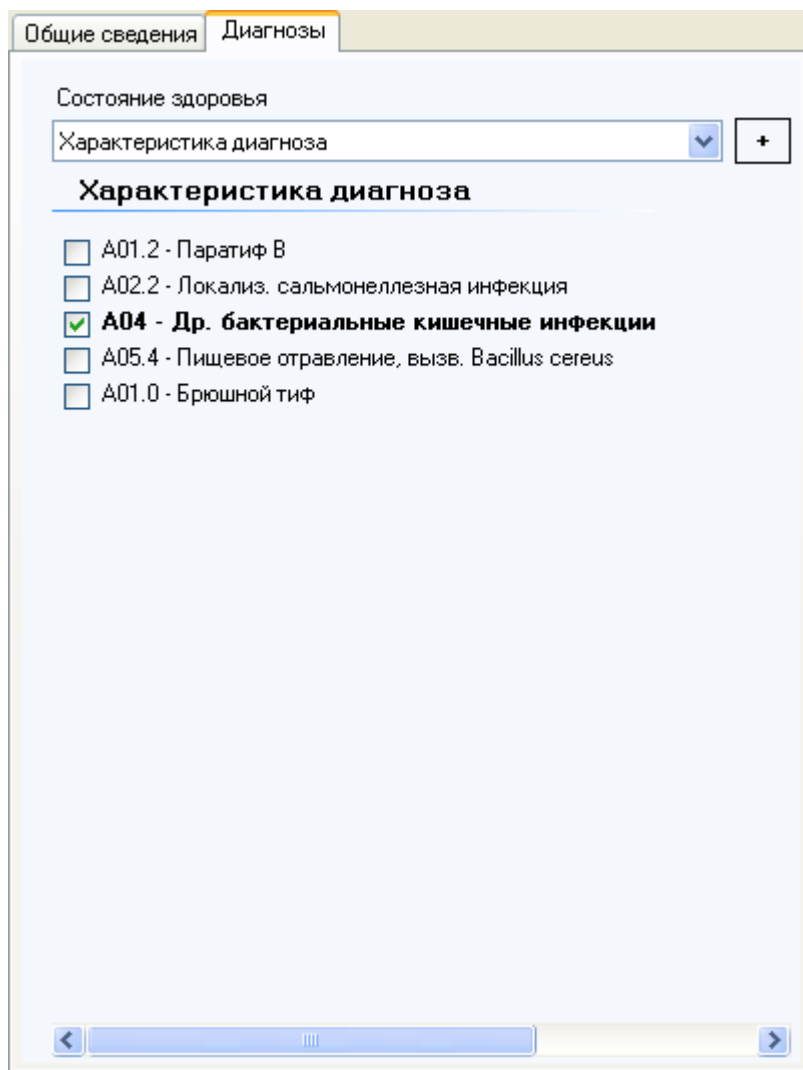 Общие сведения Диагнозы
Состояние здоровья
Характеристика диагноза +
Характеристика диагноза
A01.2 - Паратиф B
A02.2 - Локализ. сальмонеллезная инфекция
A04 - Др. бактериальные кишечные инфекции
A05.4 - Пищевое отравление, вызв. Bacillus cereus
A01.0 - Брюшной тиф